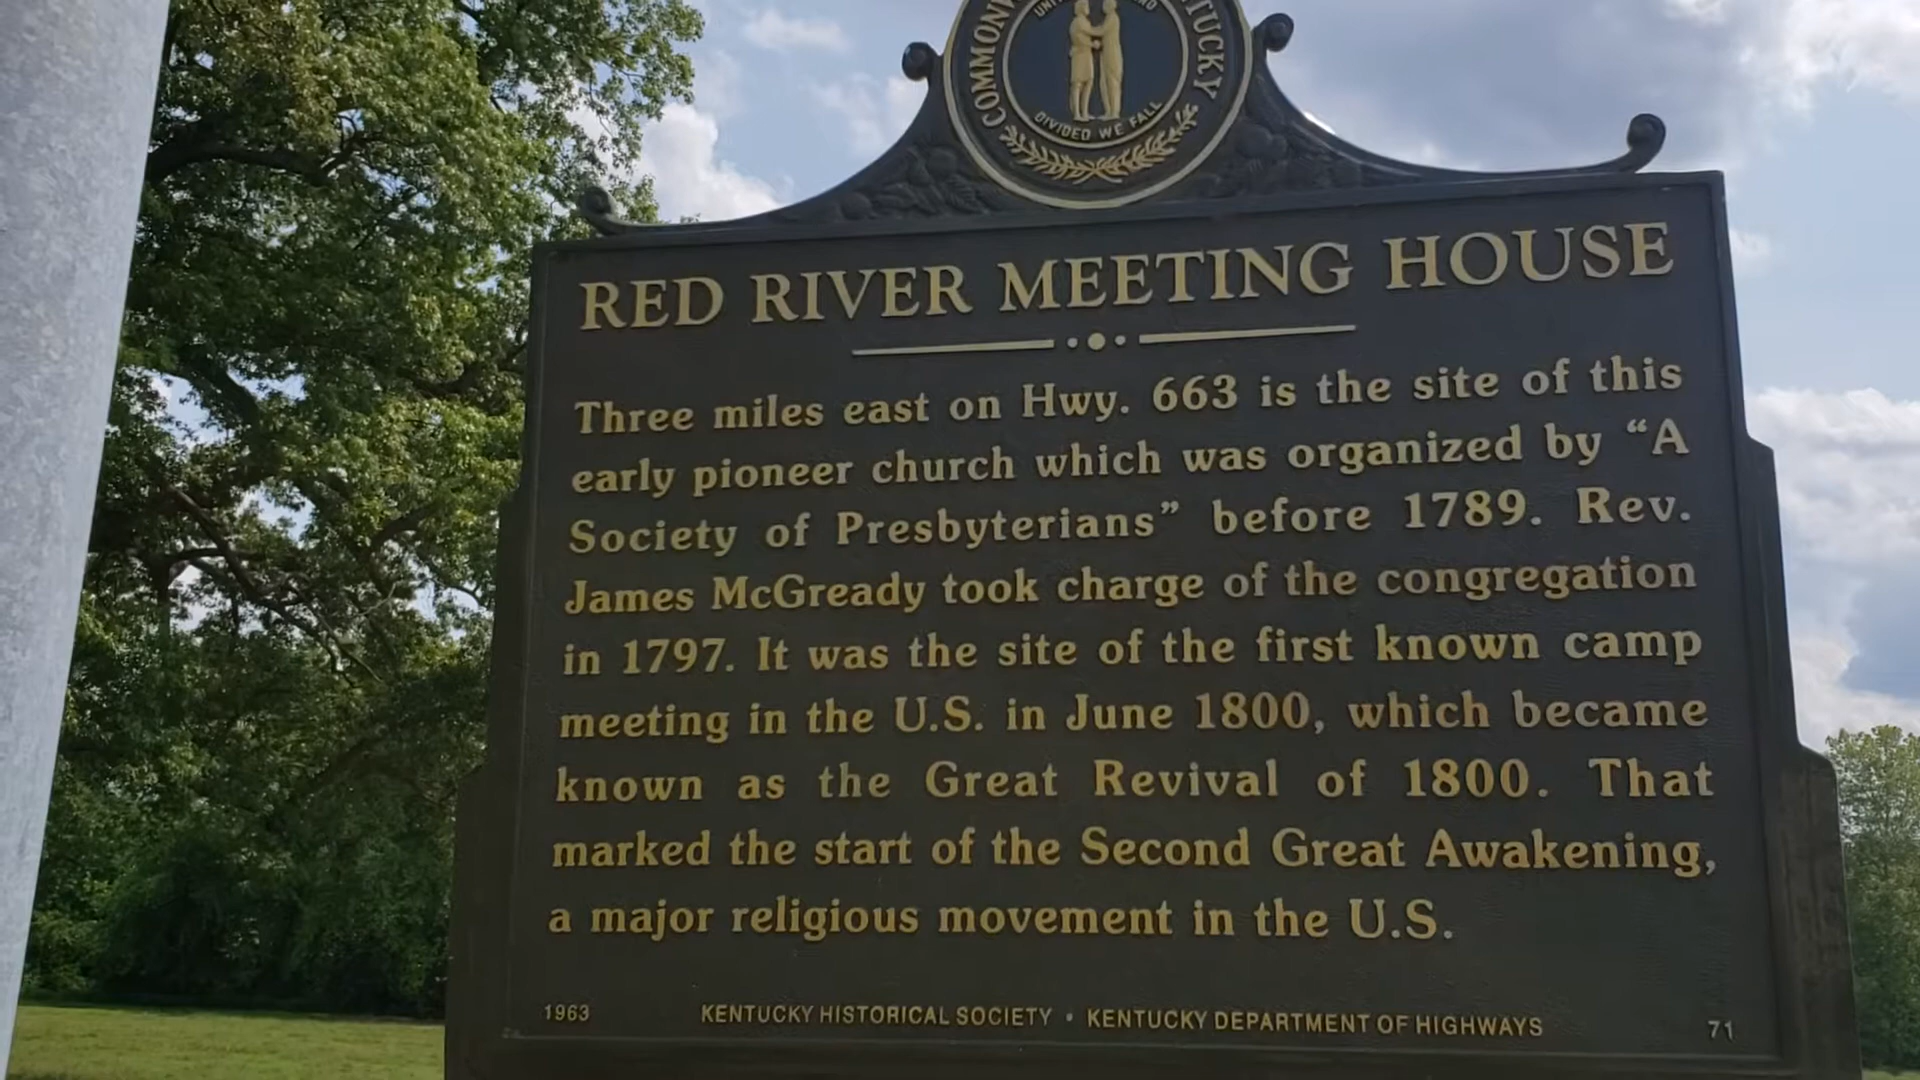 COMMONW TUCKY
DIVIDED WE FALL
RED RIVER MEETING HOUSE
Three miles east on Hwy. 663 is the site of this
early pioneer church which was organized by “A
Society of Presbyterians” before 1789. Rev.
James McGready took charge of the congregation
in 1797. It was the site of the first known camp
meeting in the U.S. in June 1800, which became
known as the Great Revival of 1800. That
marked the start of the Second Great Awakening,
a major religious movement in the U.S.
1963 KENTUCKY HISTORICAL SOCIETY • KENTUCKY DEPARTMENT OF HIGHWAYS 71